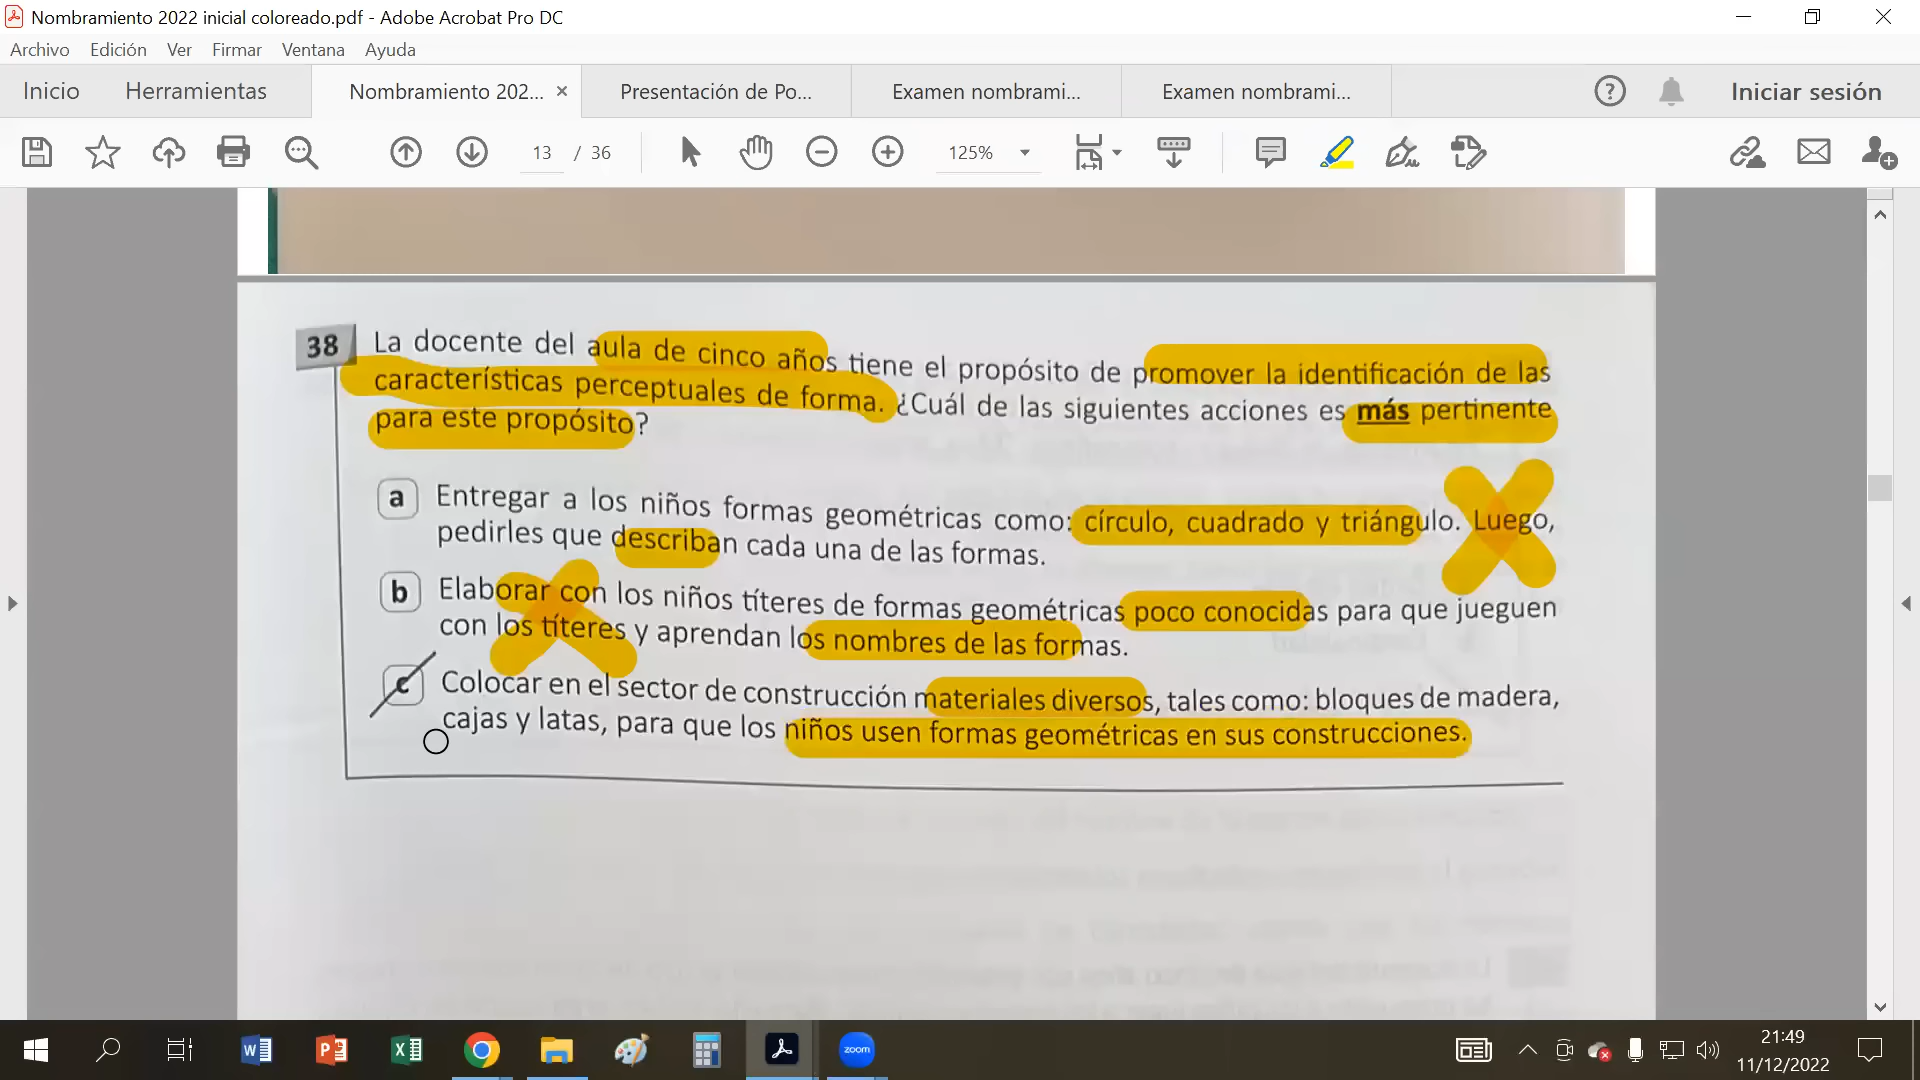 Nombramiento 2022 inicial coloreado.pdf - Adobe Acrobat Pro DC
Archivo Edición Ver Firmar Ventana Ayuda
Inicio Herramientas Nombramiento 202... × Presentación de Po... Examen nombrami... Examen nombrami... Iniciar sesión
13 / 36 125%
38 La docente del aula de cinco años tiene el propósito de promover la identificación de las
características perceptuales de forma. ¿Cuál de las siguientes acciones es más pertinente
para este propósito?
a Entregar a los niños formas geométricas como: círculo, cuadrado y triángulo. Luego,
pedirles que describan cada una de las formas.
b Elaborar con los niños títeres de formas geométricas poco conocidas para que jueguen
con los títeres y aprendan los nombres de las formas.
c Colocar en el sector de construcción materiales diversos, tales como: bloques de madera,
cajas y latas, para que los niños usen formas geométricas en sus construcciones.
zoom
21:49
11/12/2022